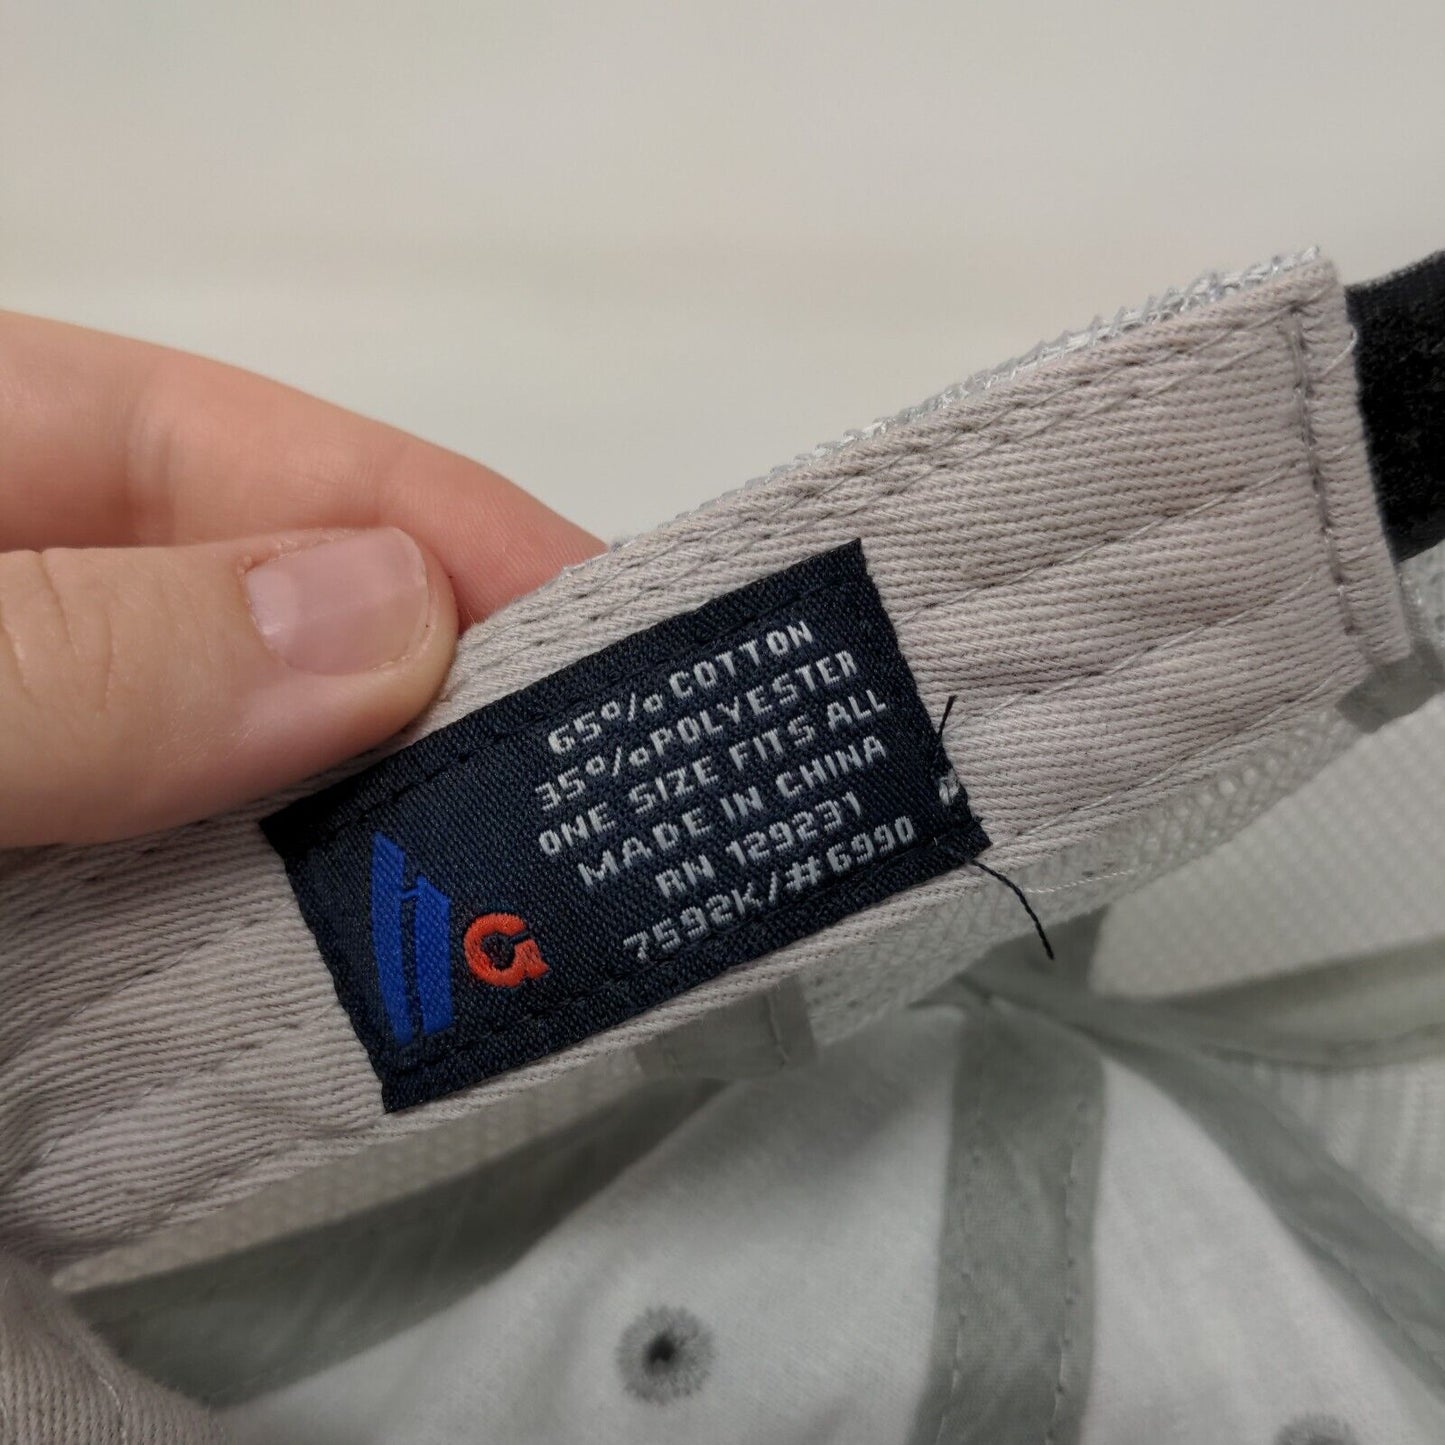 65% COTTON
35% POLYESTER
ONE SIZE FITS ALL
MADE IN CHINA
RN 129231
7592K/#6990